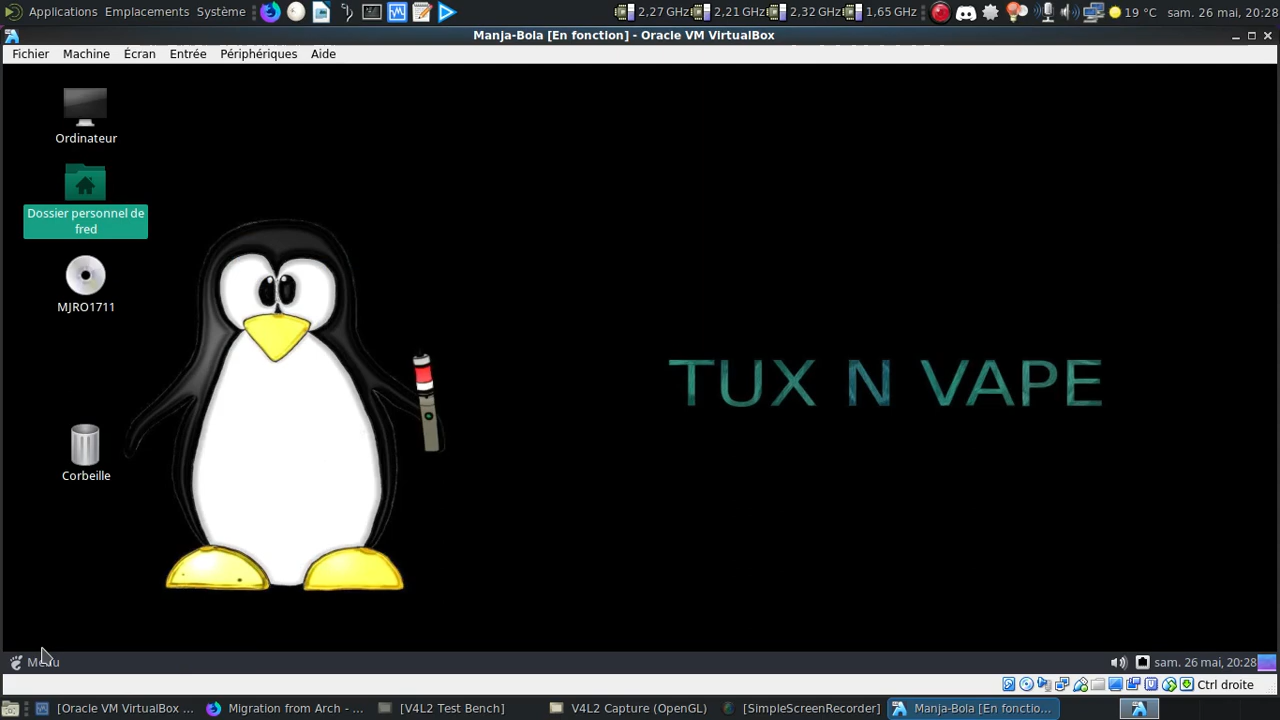 Applications Emplacements Système 2,27 GHz 2,21 GHz 2,32 GHz 1,65 GHz 19 °C sam. 26 mai, 20:28
Manja-Bola [En fonction] - Oracle VM VirtualBox
Fichier Machine Écran Entrée Périphériques Aide
Ordinateur
Dossier personnel de
fred
MJRO1711
TUX N VAPE
Corbeille
Menu sam. 26 mai, 20:28
Ctrl droite
[Oracle VM VirtualBox ... Migration from Arch - ... [V4L2 Test Bench] V4L2 Capture (OpenGL) [SimpleScreenRecorder] Manja-Bola [En fonctio...